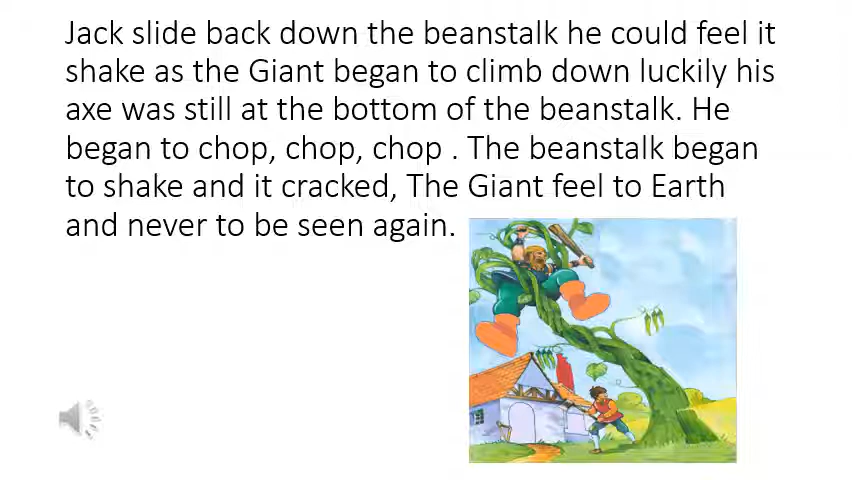 Jack slide back down the beanstalk he could feel it
shake as the Giant began to climb down luckily his
axe was still at the bottom of the beanstalk. He
began to chop, chop, chop . The beanstalk began
to shake and it cracked, The Giant feel to Earth
and never to be seen again.